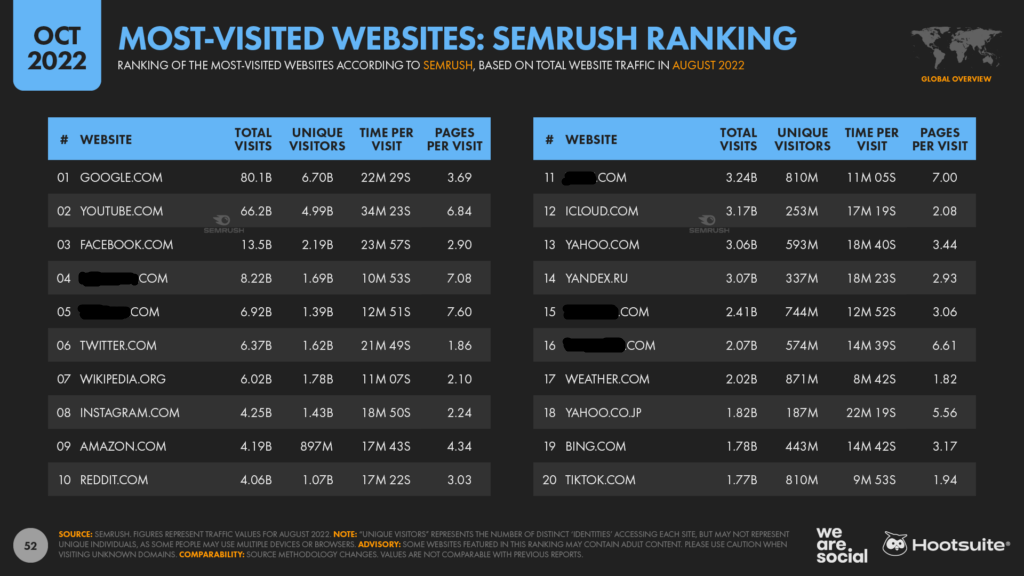 OCT
2022
MOST-VISITED WEBSITES: SEMRUSH RANKING
RANKING OF THE MOST-VISITED WEBSITES ACCORDING TO SEMRUSH, BASED ON TOTAL WEBSITE TRAFFIC IN AUGUST 2022
GLOBAL OVERVIEW
# WEBSITE TOTAL VISITS UNIQUE VISITORS TIME PER VISIT PAGES PER VISIT
01 GOOGLE.COM 80.1B 6.70B 22M 29S 3.69
02 YOUTUBE.COM 66.2B 4.99B 34M 23S 6.84
SEMRUSH
03 FACEBOOK.COM 13.5B 2.19B 23M 57S 2.90
04 .COM 8.22B 1.69B 10M 53S 7.08
05 .COM 6.92B 1.39B 12M 51S 7.60
06 TWITTER.COM 6.37B 1.62B 21M 49S 1.86
07 WIKIPEDIA.ORG 6.02B 1.78B 11M 07S 2.10
08 INSTAGRAM.COM 4.25B 1.43B 18M 50S 2.24
09 AMAZON.COM 4.19B 897M 17M 43S 4.34
10 REDDIT.COM 4.06B 1.07B 17M 22S 3.03
# WEBSITE TOTAL VISITS UNIQUE VISITORS TIME PER VISIT PAGES PER VISIT
11 .COM 3.24B 810M 11M 05S 7.00
12 ICLOUD.COM 3.17B 253M 17M 19S 2.08
SEMRUSH
13 YAHOO.COM 3.06B 593M 18M 40S 3.44
14 YANDEX.RU 3.07B 337M 18M 23S 2.93
15 .COM 2.41B 744M 12M 52S 3.06
16 .COM 2.07B 574M 14M 39S 6.61
17 WEATHER.COM 2.02B 871M 8M 42S 1.82
18 YAHOO.CO.JP 1.82B 187M 22M 19S 5.56
19 BING.COM 1.78B 443M 14M 42S 3.17
20 TIKTOK.COM 1.77B 810M 9M 53S 1.94
52
SOURCE: SEMRUSH. FIGURES REPRESENT TRAFFIC VALUES FOR AUGUST 2022. NOTE: "UNIQUE VISITORS" REPRESENTS THE NUMBER OF DISTINCT 'IDENTITIES' ACCESSING EACH SITE, BUT MAY NOT REPRESENT
UNIQUE INDIVIDUALS, AS SOME PEOPLE MAY USE MULTIPLE DEVICES OR BROWSERS. ADVISORY: SOME WEBSITES FEATURED IN THIS RANKING MAY CONTAIN ADULT CONTENT. PLEASE USE CAUTION WHEN
VISITING UNKNOWN DOMAINS. COMPARABILITY: SOURCE METHODOLOGY CHANGES. VALUES ARE NOT COMPARABLE WITH PREVIOUS REPORTS.
we
are
social
Hootsuite®